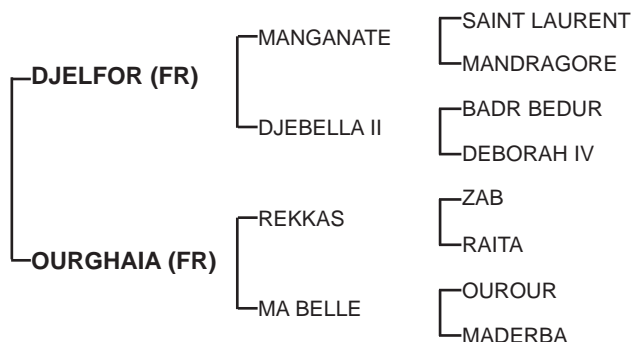 SAINT LAURENT
MANGANATE
MANDRAGORE
DJELFOR (FR)
BADR BEDUR
DJEBELLA II
DEBORAH IV
ZAB
REKKAS
RAITA
OURGHAIA (FR)
OUROUR
MA BELLE
MADERBA